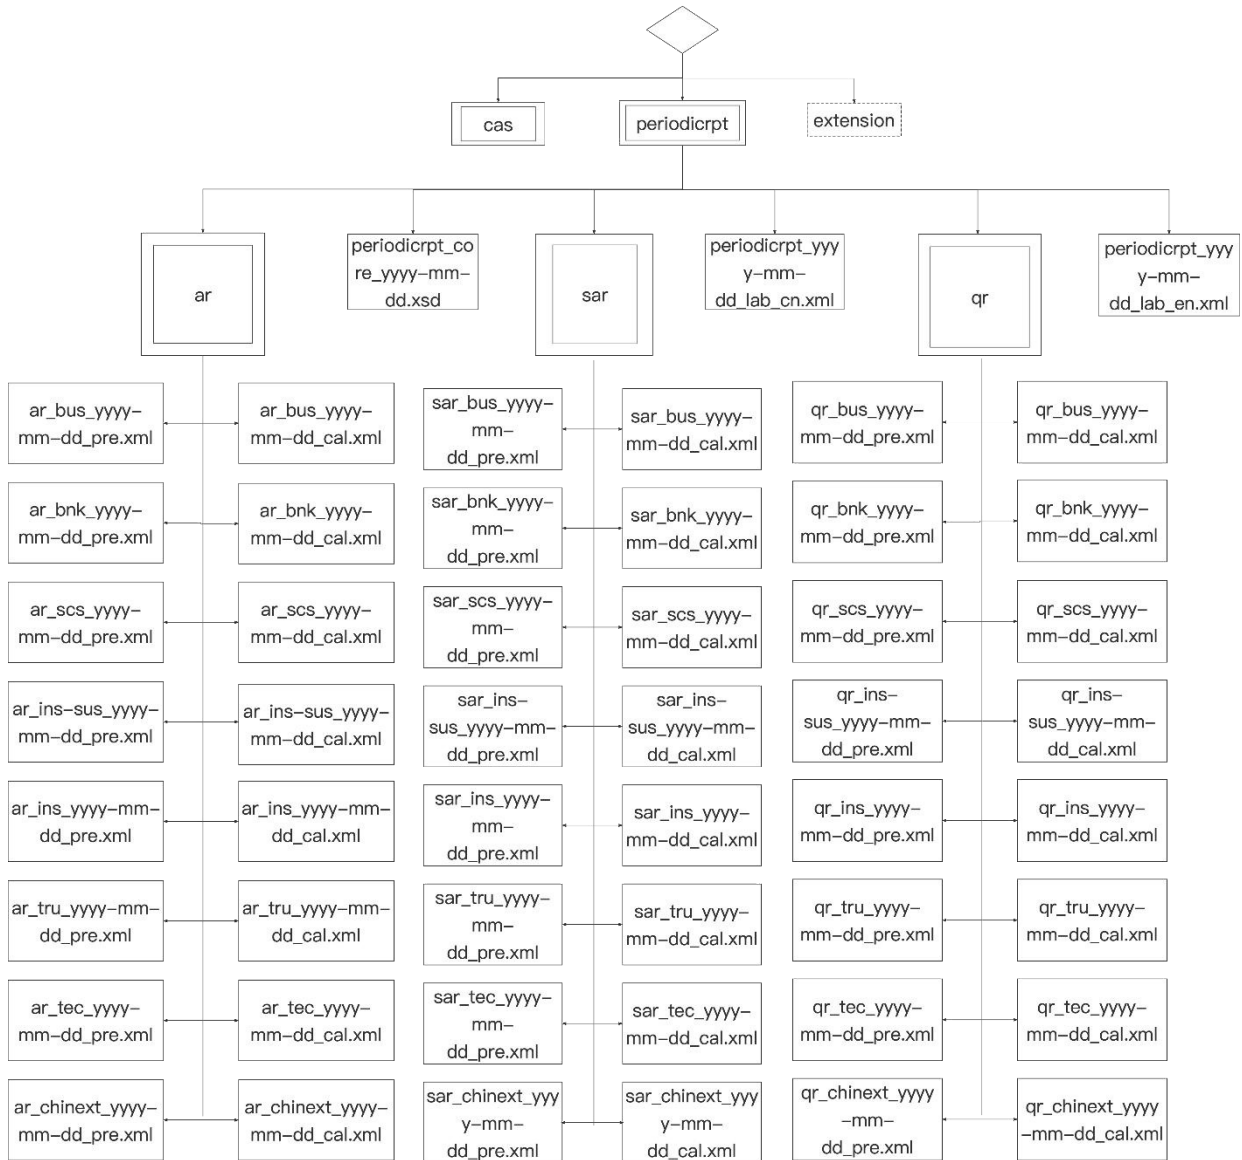 cas
periodicrpt
extension
ar
periodicrpt_co
re_yyyy-mm-
dd.xsd
sar
periodicrpt_yyy
y-mm-
dd_lab_cn.xml
qr
periodicrpt_yyy
y-mm-
dd_lab_en.xml
ar_bus_yyyy-
mm-dd_pre.xml
ar_bus_yyyy-
mm-dd_cal.xml
sar_bus_yyyy-
mm-
dd_pre.xml
sar_bus_yyyy-
mm-dd_cal.xml
qr_bus_yyyy-
mm-dd_pre.xml
qr_bus_yyyy-
mm-dd_cal.xml
ar_bnk_yyyy-
mm-dd_pre.xml
ar_bnk_yyyy-
mm-dd_cal.xml
sar_bnk_yyyy-
mm-
dd_pre.xml
sar_bnk_yyyy-
mm-dd_cal.xml
qr_bnk_yyyy-
mm-dd_pre.xml
qr_bnk_yyyy-
mm-dd_cal.xml
ar_scs_yyyy-
mm-dd_pre.xml
ar_scs_yyyy-
mm-dd_cal.xml
sar_scs_yyyy-
mm-
dd_pre.xml
sar_scs_yyyy-
mm-dd_cal.xml
qr_scs_yyyy-
mm-dd_pre.xml
qr_scs_yyyy-
mm-dd_cal.xml
ar_ins-sus_yyyy-
mm-dd_pre.xml
ar_ins-sus_yyyy-
mm-dd_cal.xml
sar_ins-
sus_yyyy-mm-
dd_pre.xml
sar_ins-
sus_yyyy-mm-
dd_cal.xml
qr_ins-
sus_yyyy-mm-
dd_pre.xml
qr_ins-
sus_yyyy-mm-
dd_cal.xml
ar_ins_yyyy-mm-
dd_pre.xml
ar_ins_yyyy-mm-
dd_cal.xml
sar_ins_yyyy-
mm-
dd_pre.xml
sar_ins_yyyy-
mm-dd_cal.xml
qr_ins_yyyy-
mm-dd_pre.xml
qr_ins_yyyy-
mm-dd_cal.xml
ar_tru_yyyy-mm-
dd_pre.xml
ar_tru_yyyy-mm-
dd_cal.xml
sar_tru_yyyy-
mm-
dd_pre.xml
sar_tru_yyyy-
mm-dd_cal.xml
qr_tru_yyyy-
mm-dd_pre.xml
qr_tru_yyyy-
mm-dd_cal.xml
ar_tec_yyyy-
mm-dd_pre.xml
ar_tec_yyyy-
mm-dd_cal.xml
sar_tec_yyyy-
mm-
dd_pre.xml
sar_tec_yyyy-
mm-dd_cal.xml
qr_tec_yyyy-
mm-dd_pre.xml
qr_tec_yyyy-
mm-dd_cal.xml
ar_chinext_yyyy-
mm-dd_pre.xml
ar_chinext_yyyy-
mm-dd_cal.xml
sar_chinext_yyy
y-mm-
dd_pre.xml
sar_chinext_yyy
y-mm-
dd_cal.xml
qr_chinext_yyyy
-mm-
dd_pre.xml
qr_chinext_yyyy
-mm-dd_cal.xml